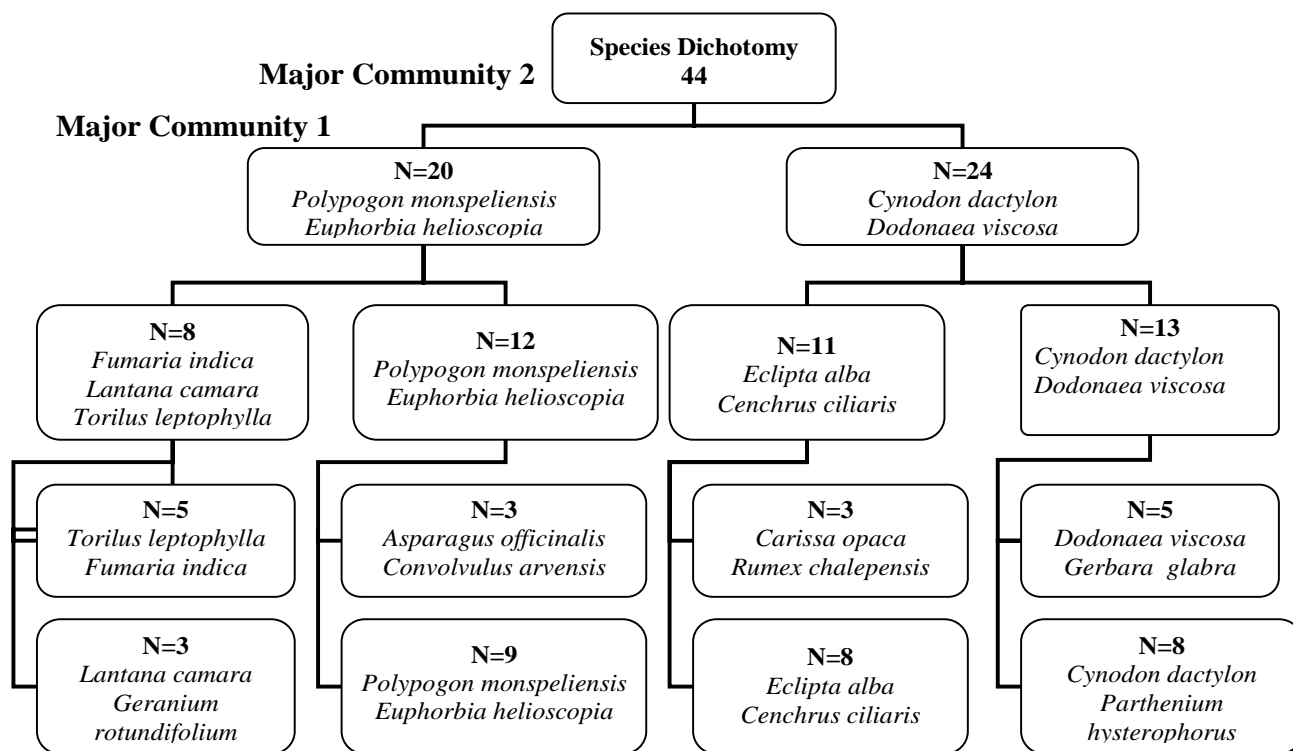 Species Dichotomy
44
Major Community 2
Major Community 1
N=20
Polypogon monspeliensis
Euphorbia helioscopia
N=24
Cynodon dactylon
Dodonaea viscosa
N=8
Fumaria indica
Lantana camara
Torilus leptophylla
N=12
Polypogon monspeliensis
Euphorbia helioscopia
N=11
Eclipta alba
Cenchrus ciliaris
N=13
Cynodon dactylon
Dodonaea viscosa
N=5
Torilus leptophylla
Fumaria indica
N=3
Asparagus officinalis
Convolvulus arvensis
N=3
Carissa opaca
Rumex chalepensis
N=5
Dodonaea viscosa
Gerbara glabra
N=3
Lantana camara
Geranium
rotundifolium
N=9
Polypogon monspeliensis
Euphorbia helioscopia
N=8
Eclipta alba
Cenchrus ciliaris
N=8
Cynodon dactylon
Parthenium
hysterophorus